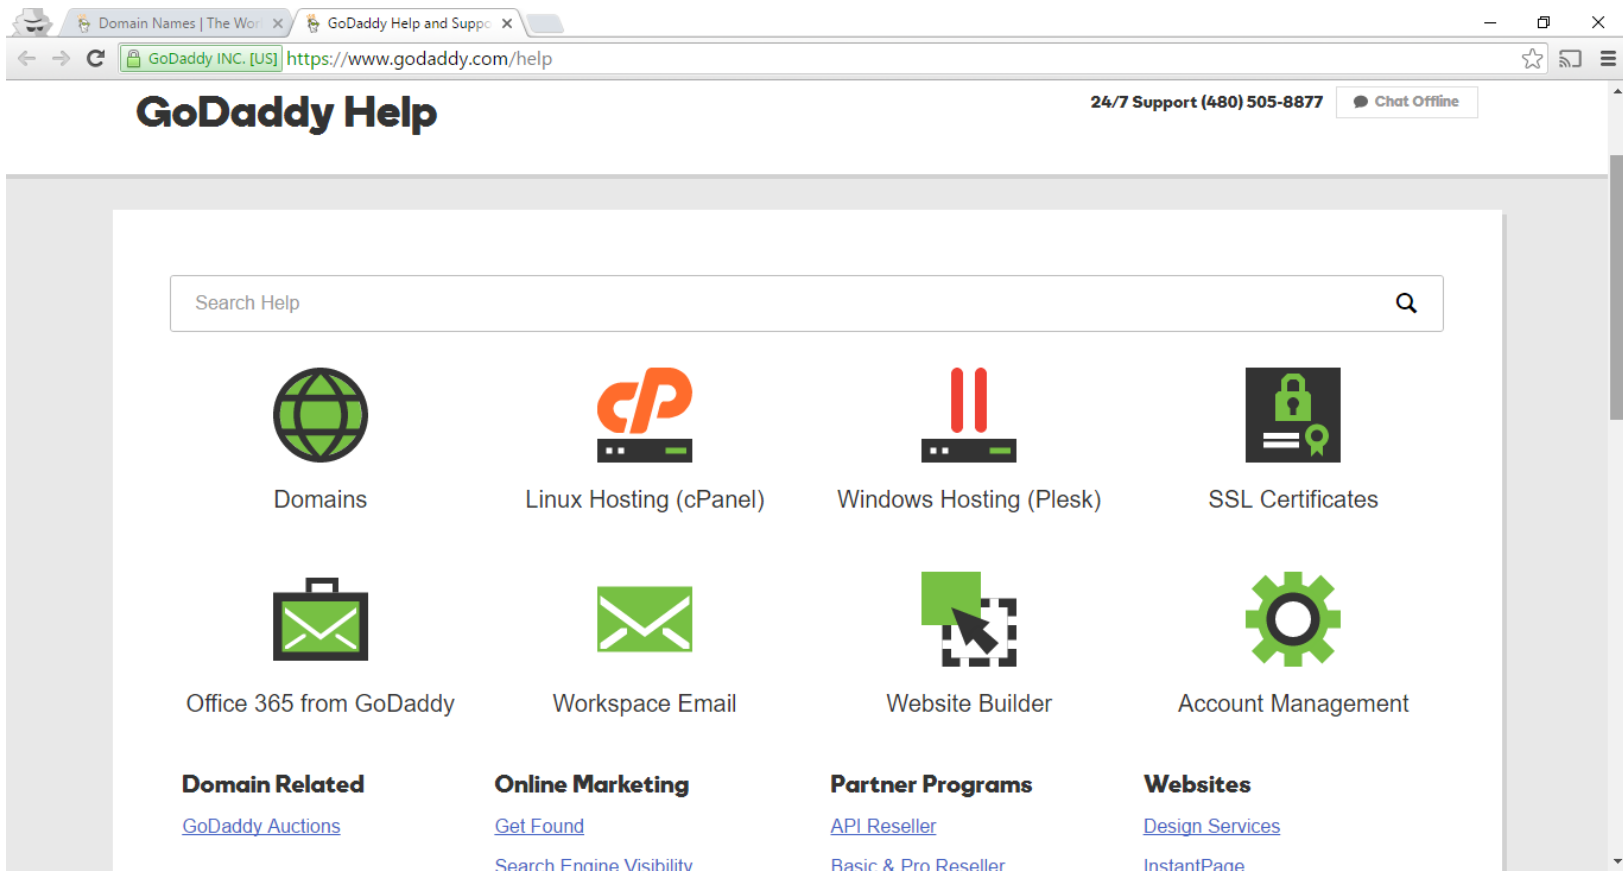 Domain Names | The Wor
GoDaddy Help and Suppo
GoDaddy INC. [US] https://www.godaddy.com/help
GoDaddy Help
24/7 Support (480) 505-8877
Chat Offline
Search Help
cP
Domains
Linux Hosting (cPanel)
Windows Hosting (Plesk)
SSL Certificates
Office 365 from GoDaddy
Workspace Email
Website Builder
Account Management
Domain Related
Online Marketing
Partner Programs
Websites
GoDaddy Auctions
Get Found
API Reseller
Design Services
Search Engine Visibility
Basic & Pro Reseller
InstantPage